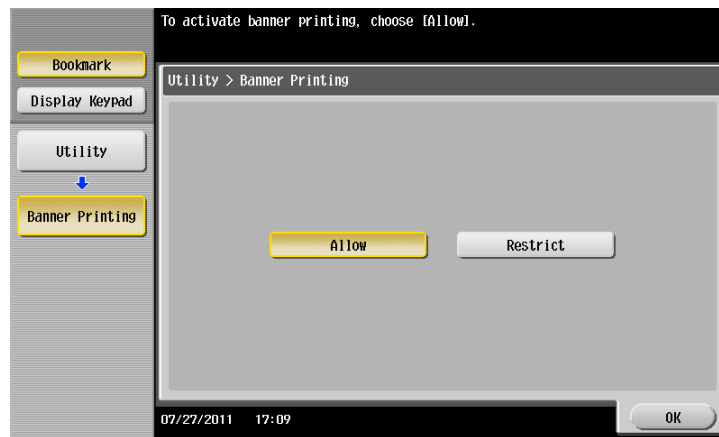 To activate banner printing, choose [Allow].
Bookmark
Display Keypad
Utility
Banner Printing
Utility > Banner Printing
Allow Restrict
07/27/2011 17:09
OK